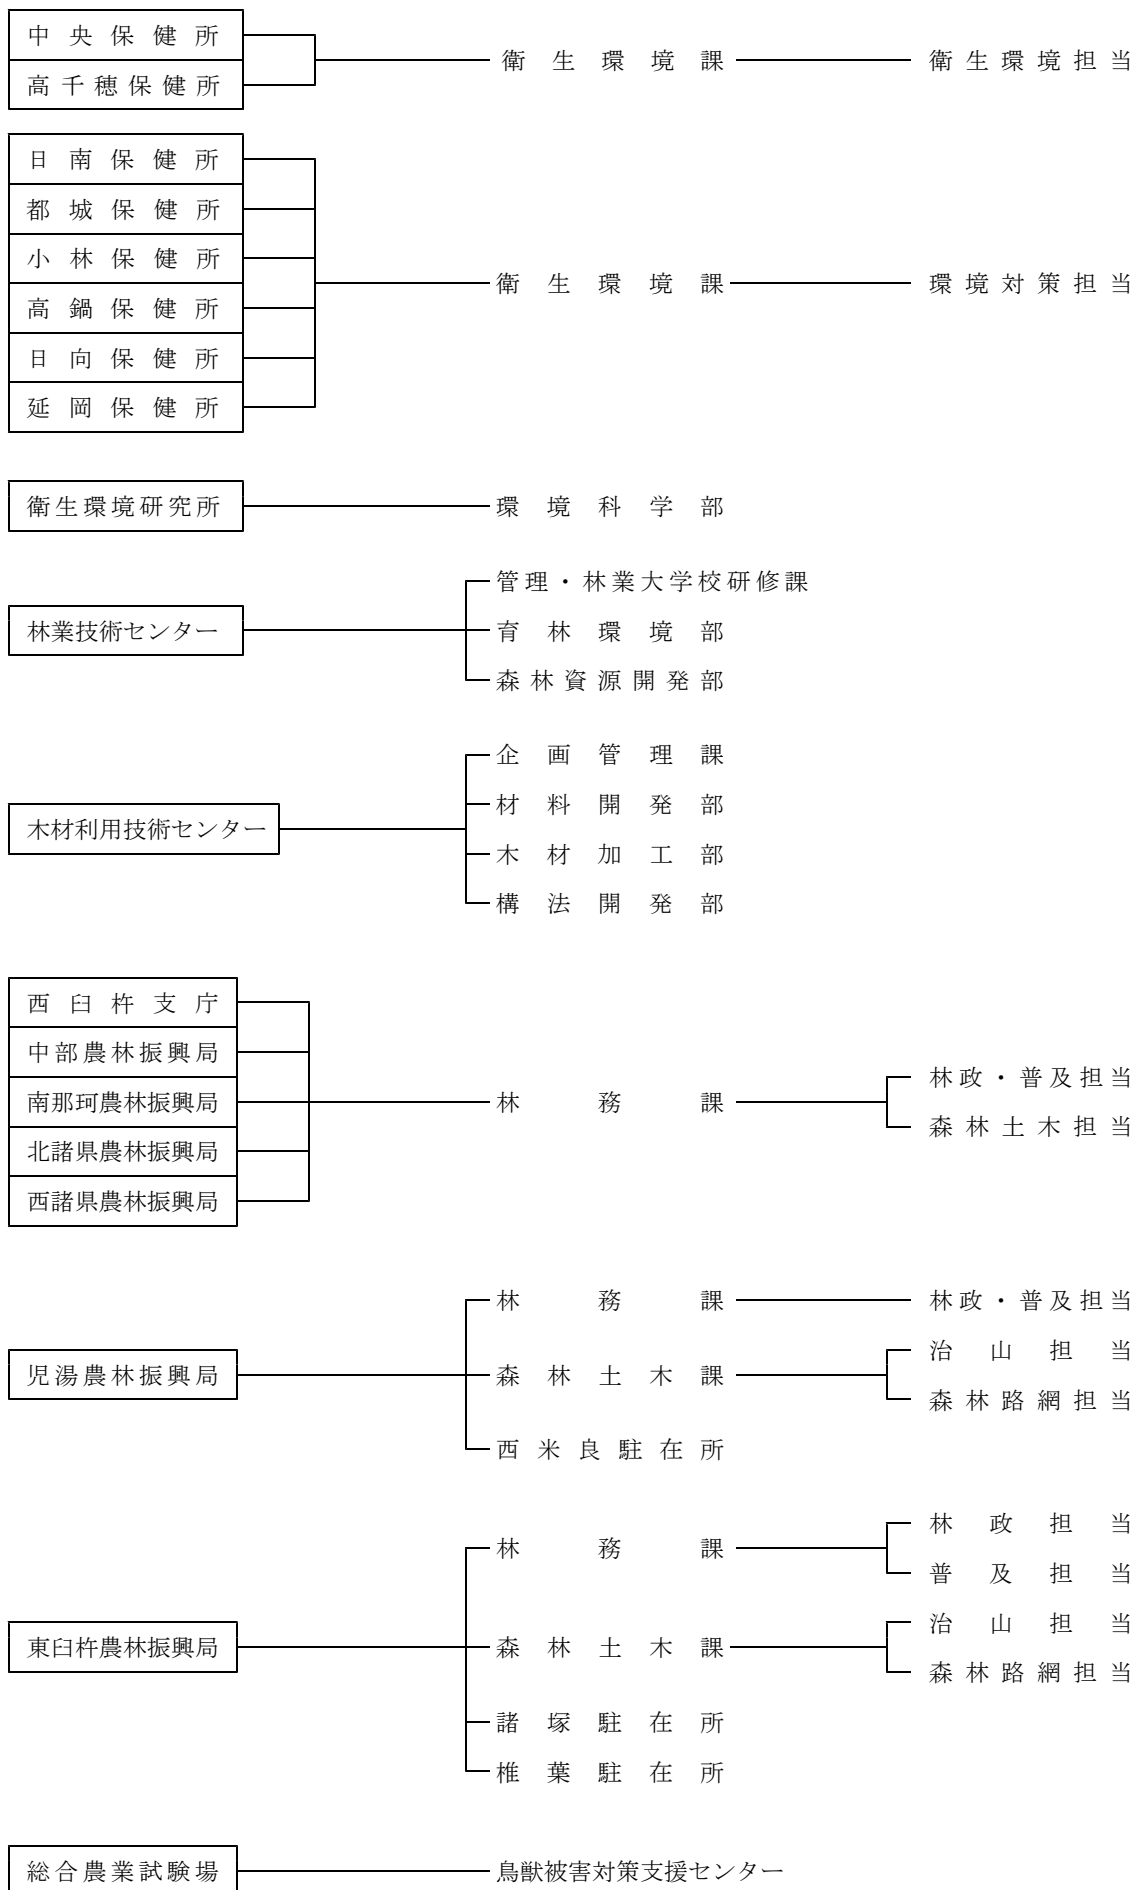 中央保健所
高千穂保健所
衛生環境課
衛生環境担当
日南保健所
都城保健所
小林保健所
高鍋保健所
日向保健所
延岡保健所
衛生環境課
環境対策担当
衛生環境研究所
環境科学部
林業技術センター
管理・林業大学校研修課
育林環境部
森林資源開発部
木材利用技術センター
企画管理課
材料開発部
木材加工部
構法開発部
西臼杵支庁
中部農林振興局
南那珂農林振興局
北諸県農林振興局
西諸県農林振興局
林務課
林政・普及担当
森林土木担当
児湯農林振興局
林務課
林政・普及担当
森林土木課
治山担当
森林路網担当
西米良駐在所
東臼杵農林振興局
林務課
林政担当
普及担当
森林土木課
治山担当
森林路網担当
諸塚駐在所
椎葉駐在所
総合農業試験場
鳥獣被害対策支援センター